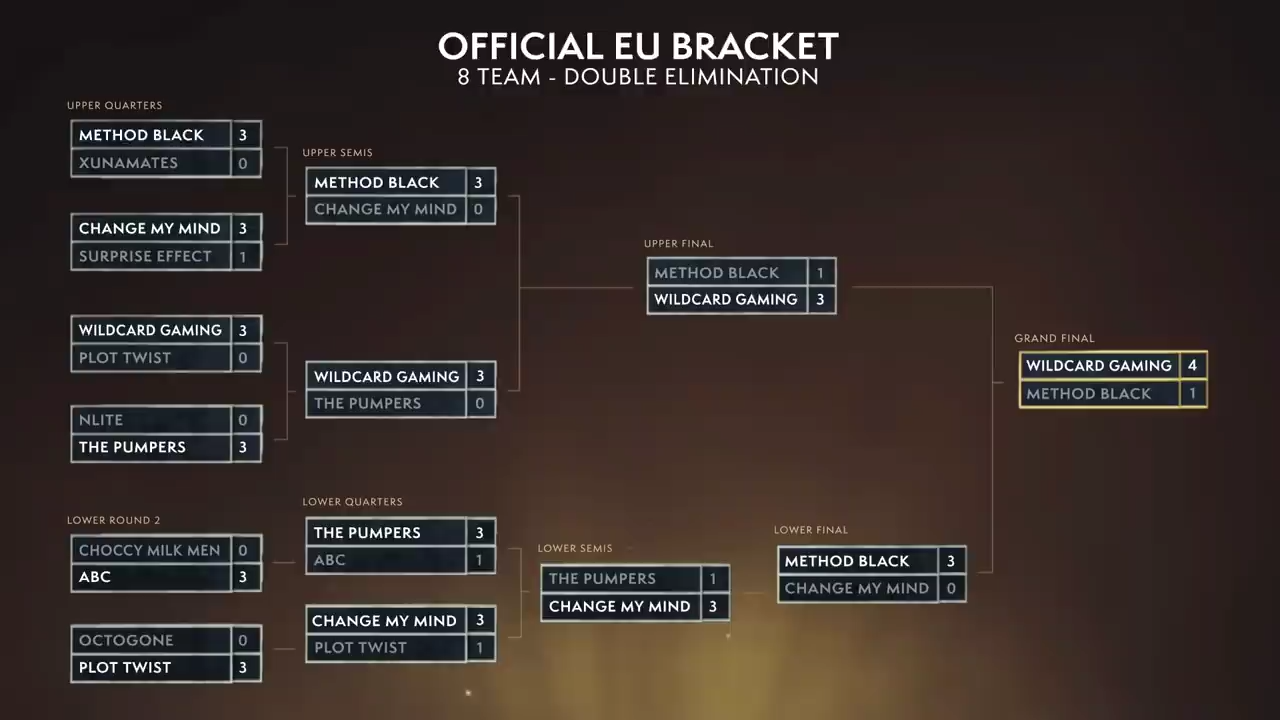 OFFICIAL EU BRACKET
8 TEAM - DOUBLE ELIMINATION
UPPER QUARTERS
METHOD BLACK 3
XUNAMATES 0
CHANGE MY MIND 3
SURPRISE EFFECT 1
WILDCARD GAMING 3
PLOT TWIST 0
NLITE 0
THE PUMPERS 3
UPPER SEMIS
METHOD BLACK 3
CHANGE MY MIND 0
WILDCARD GAMING 3
THE PUMPERS 0
UPPER FINAL
METHOD BLACK 1
WILDCARD GAMING 3
GRAND FINAL
WILDCARD GAMING 4
METHOD BLACK 1
LOWER ROUND 2
CHOCCY MILK MEN 0
ABC 3
OCTOGONE 0
PLOT TWIST 3
LOWER QUARTERS
THE PUMPERS 3
ABC 1
CHANGE MY MIND 3
PLOT TWIST 1
LOWER SEMIS
THE PUMPERS 1
CHANGE MY MIND 3
LOWER FINAL
METHOD BLACK 3
CHANGE MY MIND 0